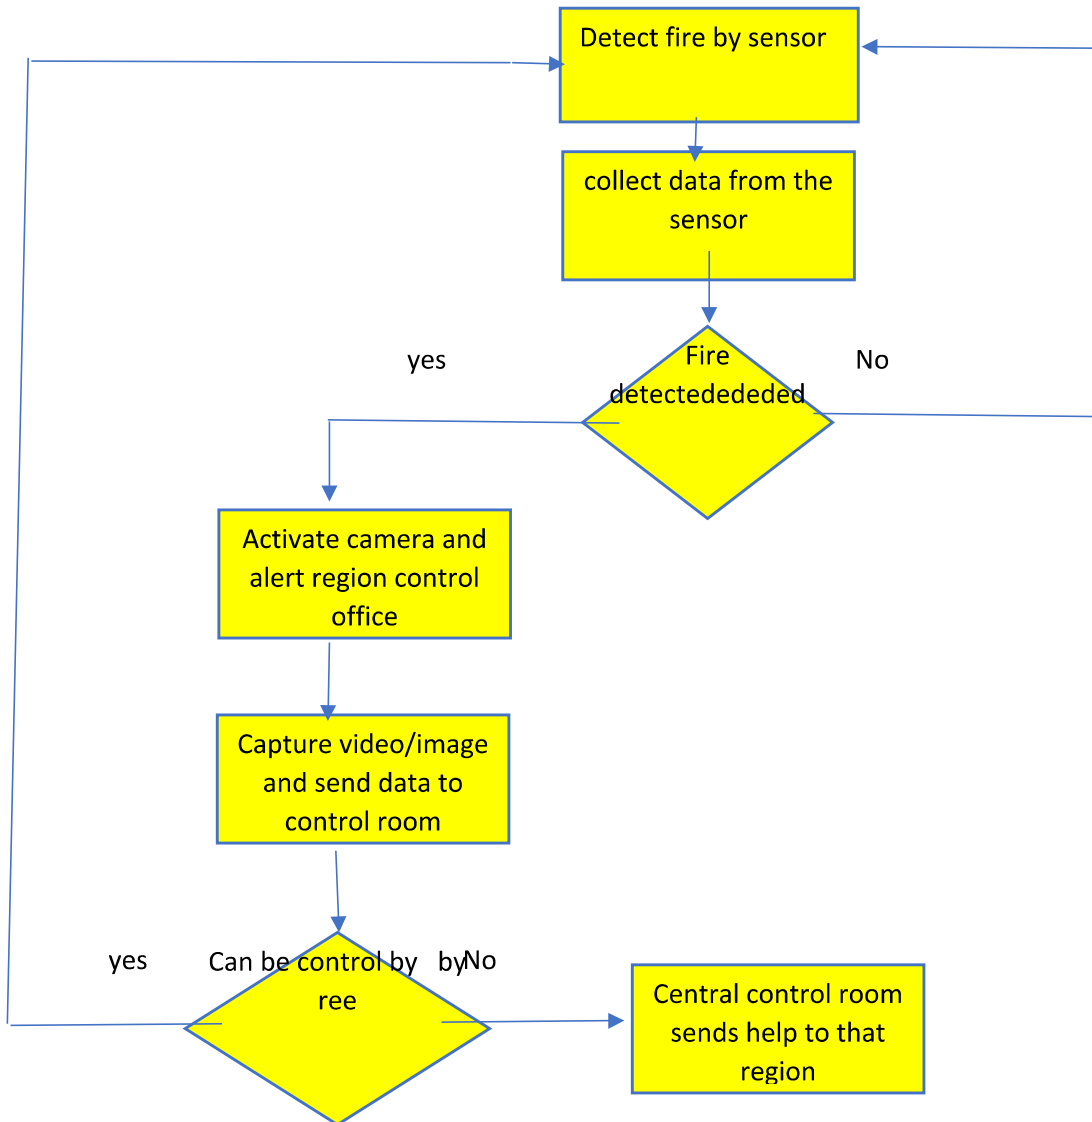 Detect fire by sensor
collect data from the
sensor
yes
Fire
No
detectedededed
Activate camera and
alert region control
office
Capture video/image
and send data to
control room
yes
Can be control by
by
No
ree
Central control room
sends help to that
region